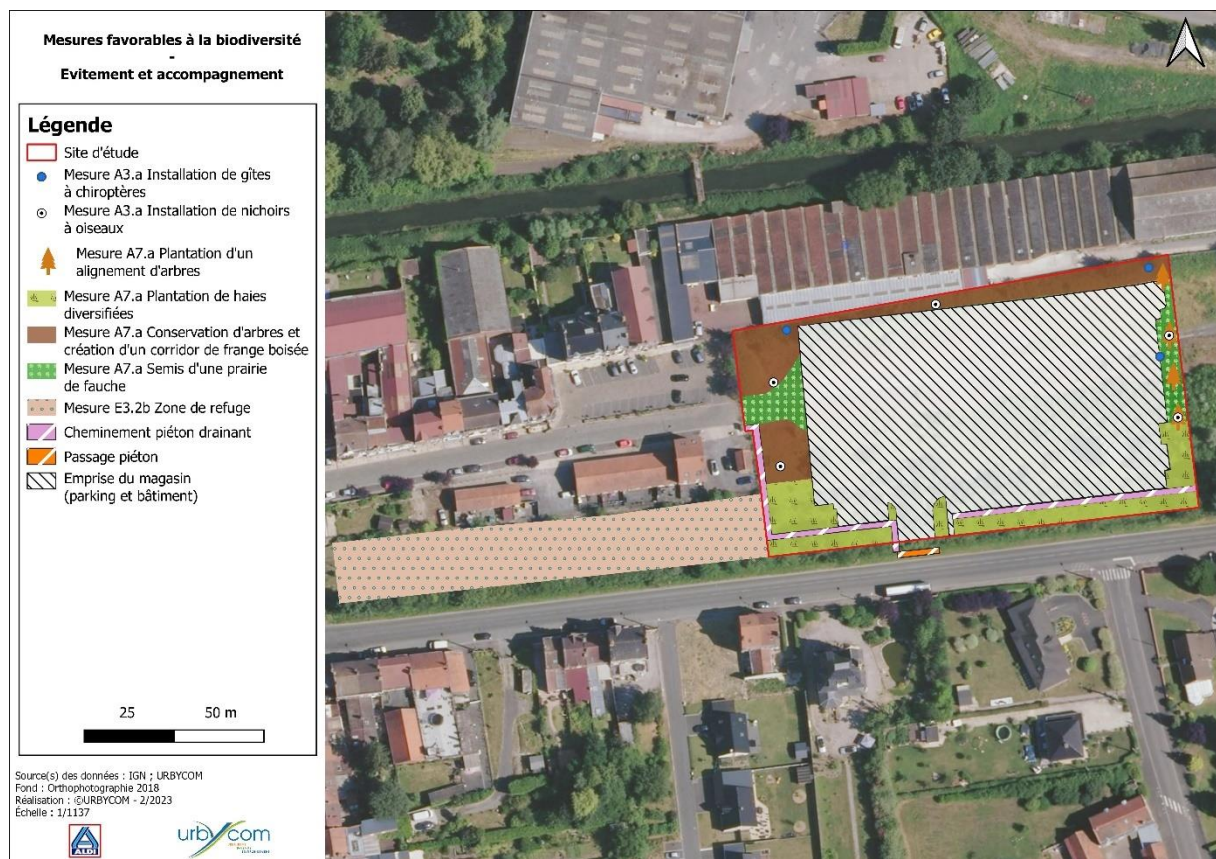 Mesures favorables à la biodiversité
-
Evitement et accompagnement
Légende
Site d'étude
Mesure A3.a Installation de gîtes
à chiroptères
Mesure A3.a Installation de nichoirs
à oiseaux
Mesure A7.a Plantation d'un
alignement d'arbres
Mesure A7.a Plantation de haies
diversifiées
Mesure A7.a Conservation d'arbres et
création d'un corridor de frange boisée
Mesure A7.a Semis d'une prairie
de fauche
Mesure E3.2b Zone de refuge
Cheminement piéton drainant
Passage piéton
Emprise du magasin
(parking et bâtiment)
25 50 m
Source(s) des données : IGN ; URBYCOM
Fond : Orthophotographie 2018
Réalisation : ©URBYCOM - 2/2023
Échelle : 1/1137
ALDI
urbycom